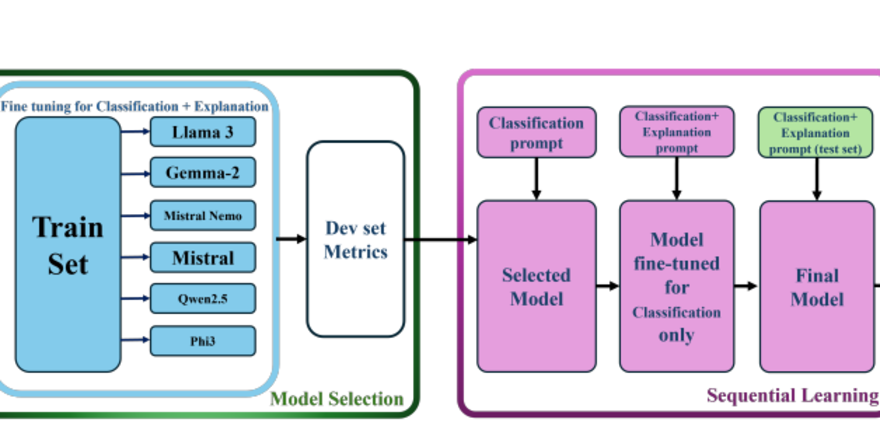 Fine tuning for Classification + Explanation
Train
Set
Llama 3
Gemma-2
Mistral Nemo
Mistral
Qwen2.5
Phi3
Dev set
Metrics
Model Selection
Classification
prompt
Classification+
Explanation
prompt
Classification+
Explanation
prompt (test set)
Selected
Model
Model
fine-tuned
for
Classification
only
Final
Model
Sequential Learning